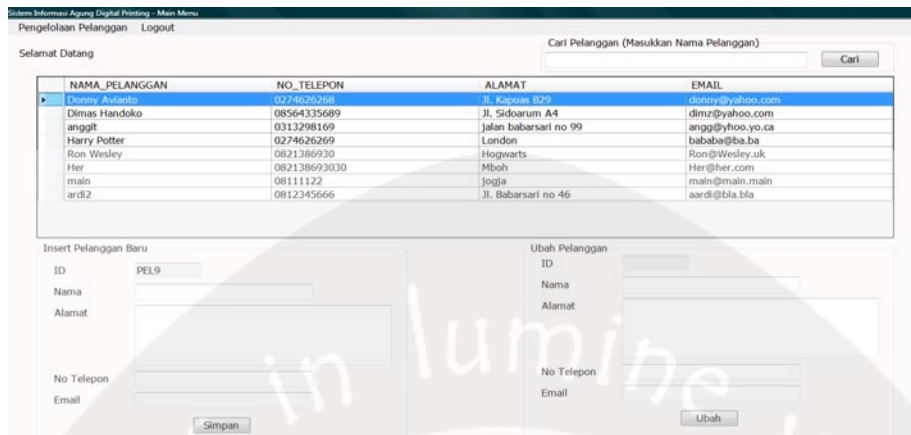 Sistem Informasi Agung Digital Printing - Main Menu
Pengelolaan Pelanggan Logout
Selamat Datang
Cari Pelanggan (Masukkan Nama Pelanggan)
Cari
NAMA_PELANGGAN NO_TELEPON ALAMAT EMAIL
Donny Avianto 0274626268 Jl. Kapuas B29 donny@yahoo.com
Dimas Handoko 08564335689 Jl. Sidoarum A4 dimz@yahoo.com
anggit 0313298169 jalan babarsari no 99 angg@yhoo.yo.ca
Harry Potter 0274626269 London bababa@ba.ba
Ron Wesley 0821386930 Hogwarts Ron@Wesley.uk
Her 082138693030 Mboh Her@her.com
main 08111122 jogja main@main.main
ardi2 0812345666 Jl. Babarsari no 46 aardi@bla.bla
Insert Pelanggan Baru
ID PEL9
Nama
Alamat
No Telepon
Email
Simpan
Ubah Pelanggan
ID
Nama
Alamat
No Telepon
Email
Ubah
in lumine